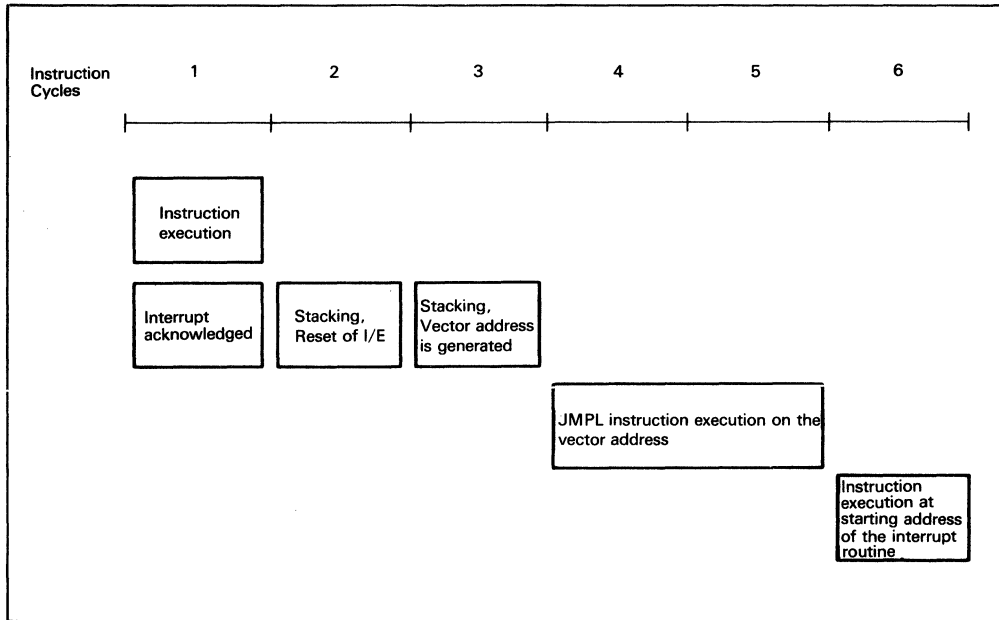 Instruction
Cycles
1 2 3 4 5 6
Instruction
execution
Interrupt
acknowledged
Stacking,
Reset of I/E
Stacking,
Vector address
is generated
JMPL instruction execution on the
vector address
Instruction
execution at
starting address
of the interrupt
routine